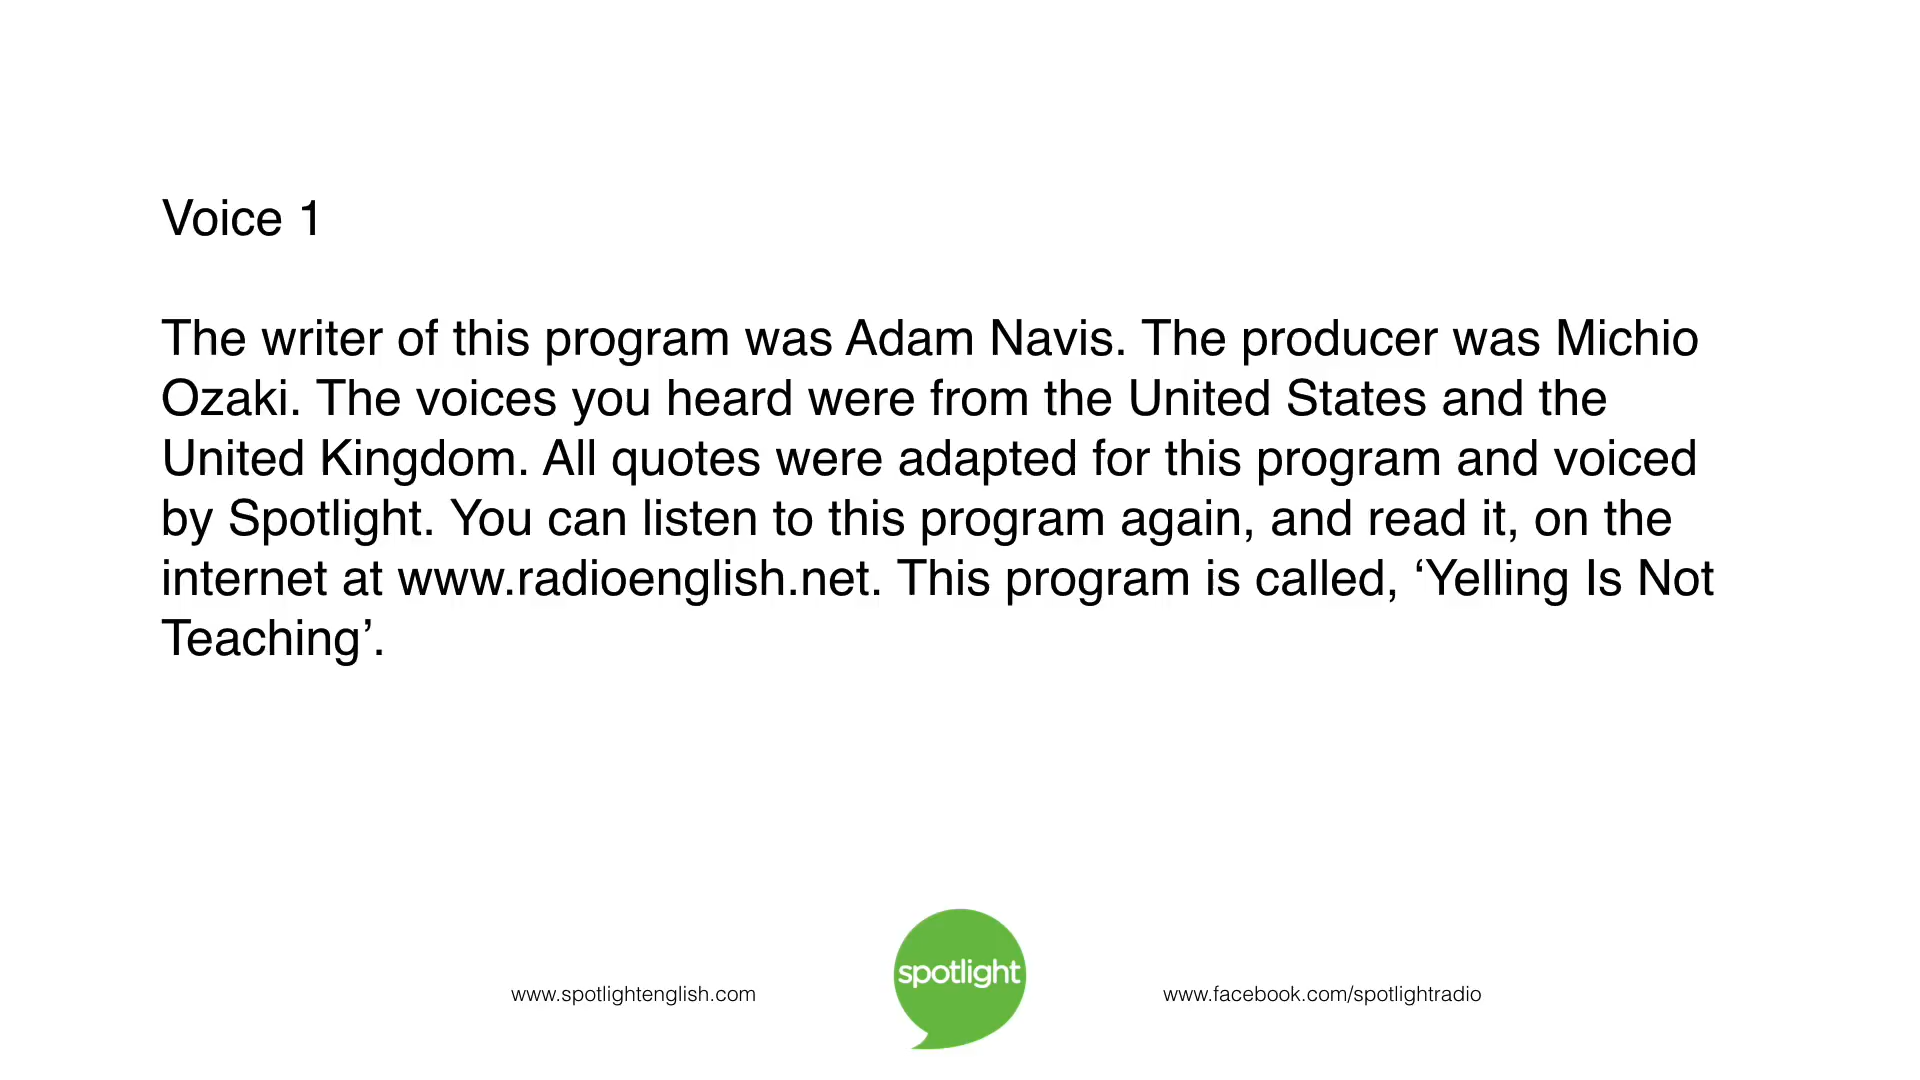 Voice 1
The writer of this program was Adam Navis. The producer was Michio
Ozaki. The voices you heard were from the United States and the
United Kingdom. All quotes were adapted for this program and voiced
by Spotlight. You can listen to this program again, and read it, on the
internet at www.radioenglish.net. This program is called, ‘Yelling Is Not
Teaching’.
spotlight
www.spotlightenglish.com
www.facebook.com/spotlightradio